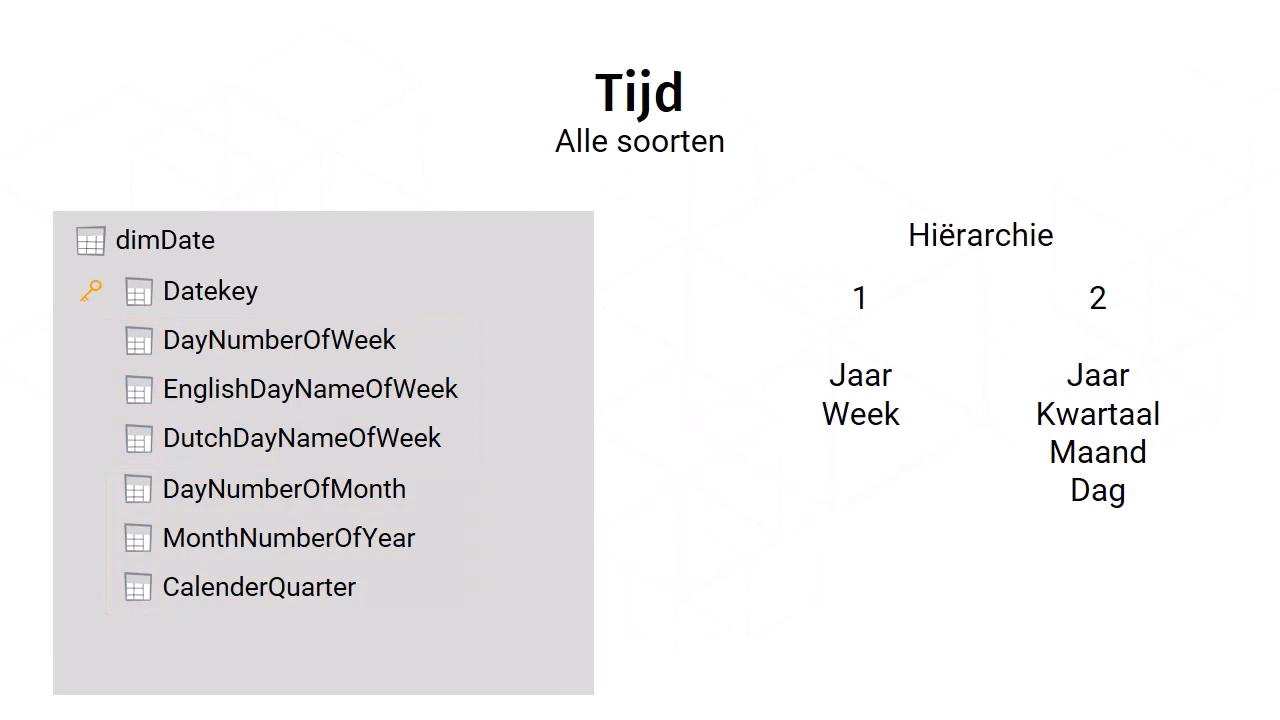 Tijd
Alle soorten
dimDate
Datekey
DayNumberOfWeek
EnglishDayNameOfWeek
DutchDayNameOfWeek
DayNumberOfMonth
MonthNumberOfYear
CalenderQuarter
Hiërarchie
1
Jaar
Week
2
Jaar
Kwartaal
Maand
Dag